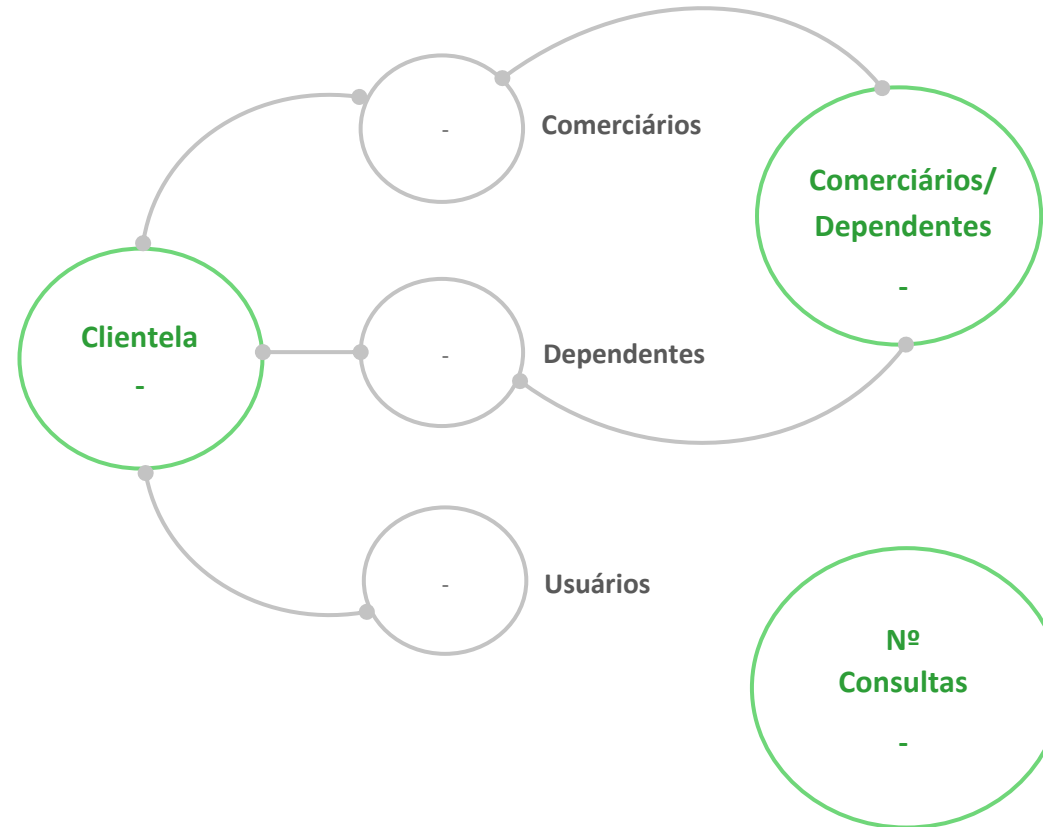 -
Comerciários
Comerciários/
Dependentes
-
Clientela
-
-
Dependentes
-
Usuários
Nº
Consultas
-